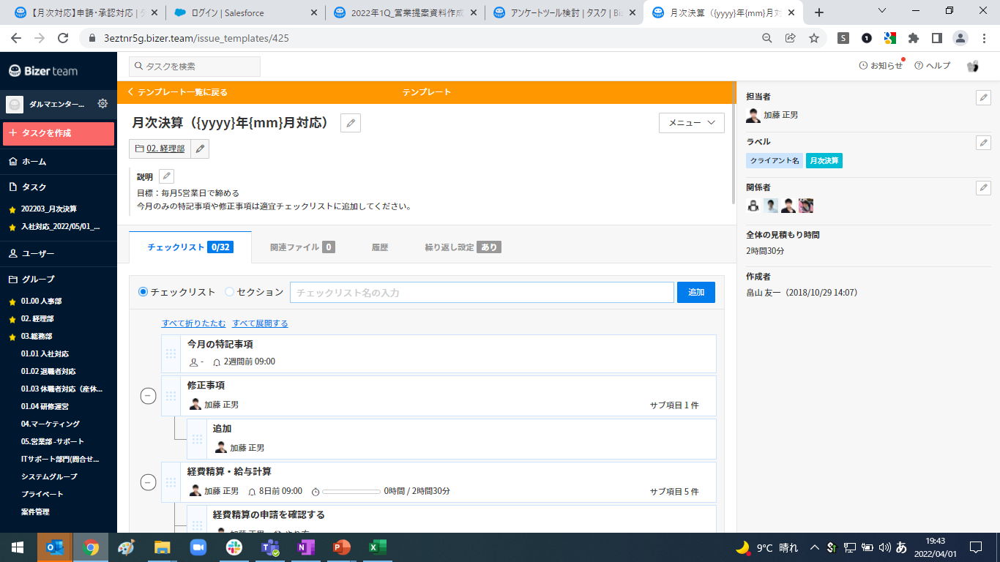 【月次対応】申請・承認対応 | タ
ログイン | Salesforce
2022年1Q_営業提案資料作成
アンケートツール検討 | タスク | Biz
月次決算（{yyyy}年{mm}月対
3eztnr5g.bizer.team/issue_templates/425
Bizer team
タスクを検索
お知らせ
ヘルプ
ダルマエンター...
テンプレート一覧に戻る
テンプレート
タスクを作成
月次決算（{yyyy}年{mm}月対応）
メニュー
02. 経理部
説明
目標：毎月5営業日で締める
今月のみの特記事項や修正事項は適宜チェックリストに追加してください。
ホーム
タスク
202203_月次決算
入社対応_2022/05/01_...
ユーザー
グループ
01.00 人事部
02. 経理部
03.総務部
01.01 入社対応
01.02 退職者対応
01.03 休職者対応（産休...
01.04 研修運営
04.マーケティング
05.営業部 -サポート
ITサポート部門(問合せ...
システムグループ
プライベート
案件管理
チェックリスト 0/32
関連ファイル 0
履歴
繰り返し設定 あり
チェックリスト
セクション
チェックリスト名の入力
追加
すべて折りたたむ すべて展開する
今月の特記事項
- 2週間前 09:00
修正事項
加藤 正男
サブ項目 1 件
追加
加藤 正男
経費精算・給与計算
加藤 正男 8日前 09:00 0時間 / 2時間30分
サブ項目 5 件
経費精算の申請を確認する
担当者
加藤 正男
ラベル
クライアント名 月次決算
関係者
全体の見積もり時間
2時間30分
作成者
畠山 友一（2018/10/29 14:07）
9℃ 晴れ
あ
19:43
2022/04/01